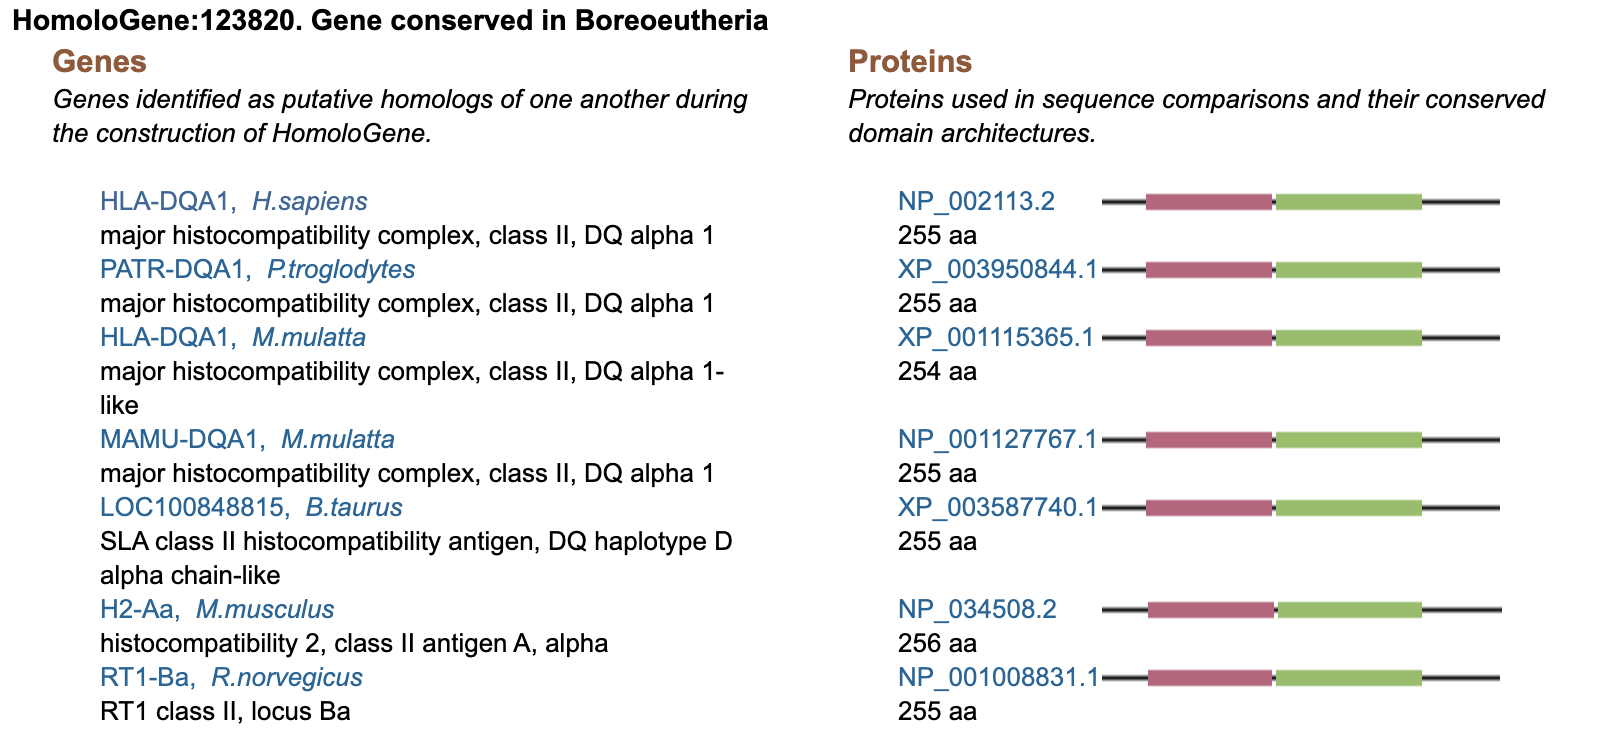 HomoloGene:123820. Gene conserved in Boreoeutheria
Genes
Genes identified as putative homologs of one another during
the construction of HomoloGene.
HLA-DQA1, H.sapiens
major histocompatibility complex, class II, DQ alpha 1
PATR-DQA1, P.troglodytes
major histocompatibility complex, class II, DQ alpha 1
HLA-DQA1, M.mulatta
major histocompatibility complex, class II, DQ alpha 1-
like
MAMU-DQA1, M.mulatta
major histocompatibility complex, class II, DQ alpha 1
LOC100848815, B.taurus
SLA class II histocompatibility antigen, DQ haplotype D
alpha chain-like
H2-Aa, M.musculus
histocompatibility 2, class II antigen A, alpha
RT1-Ba, R.norvegicus
RT1 class II, locus Ba
Proteins
Proteins used in sequence comparisons and their conserved
domain architectures.
NP_002113.2
255 aa
XP_003950844.1
255 aa
XP_001115365.1
254 aa
NP_001127767.1
255 aa
XP_003587740.1
255 aa
NP_034508.2
256 aa
NP_001008831.1
255 aa